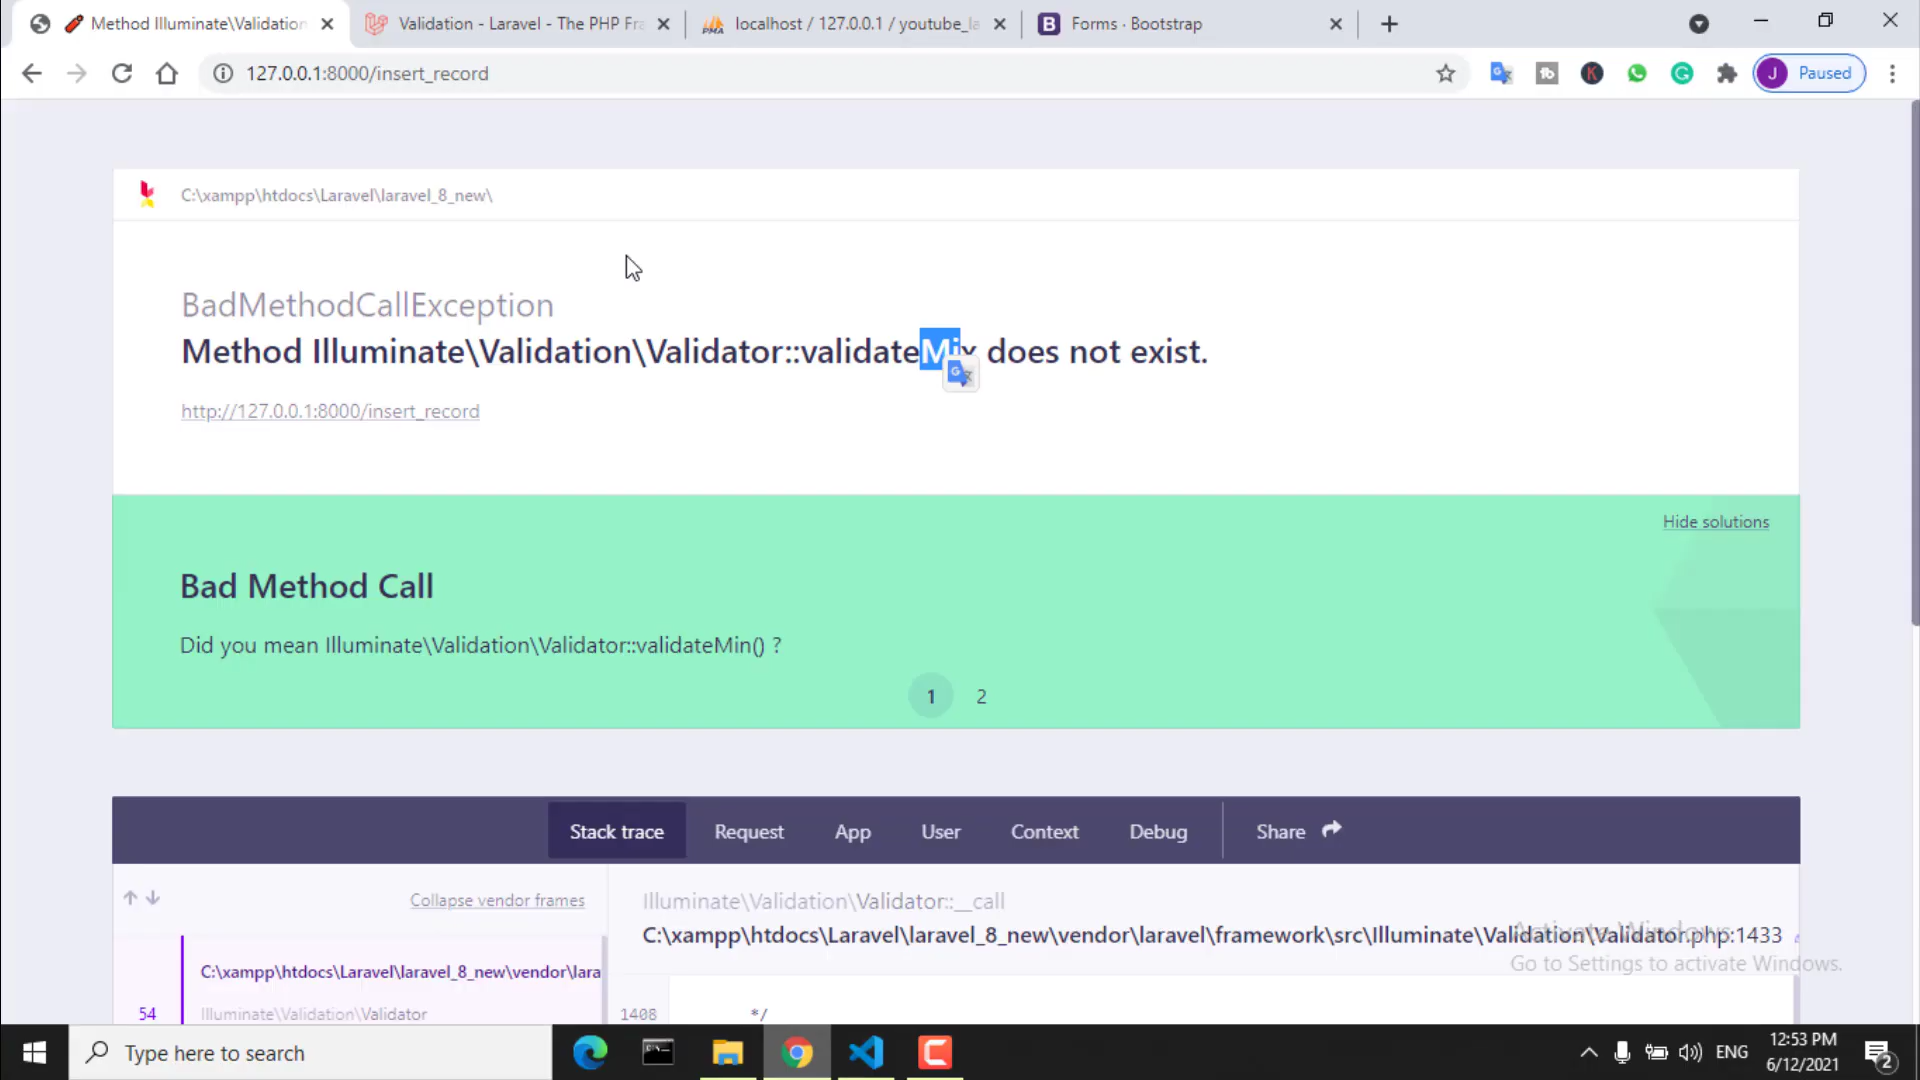 Method Illuminate\Validation
Validation - Laravel - The PHP Fra
localhost / 127.0.0.1 / youtube_la
Forms · Bootstrap
127.0.0.1:8000/insert_record
Paused
C:\xampp\htdocs\Laravel\laravel_8_new\
BadMethodCallException
Method Illuminate\Validation\Validator::validateMix does not exist.
http://127.0.0.1:8000/insert_record
Hide solutions
Bad Method Call
Did you mean Illuminate\Validation\Validator::validateMin() ?
1 2
Stack trace Request App User Context Debug Share
Collapse vendor frames
Illuminate\Validation\Validator::__call
C:\xampp\htdocs\Laravel\laravel_8_new\vendor\laravel\framework\src\Illuminate\Validation\Validator.php:1433
Activate Windows
Go to Settings to activate Windows.
C:\xampp\htdocs\Laravel\laravel_8_new\vendor\lara
54 Illuminate\Validation\Validator
1408 */
Type here to search
ENG
12:53 PM
6/12/2021
2